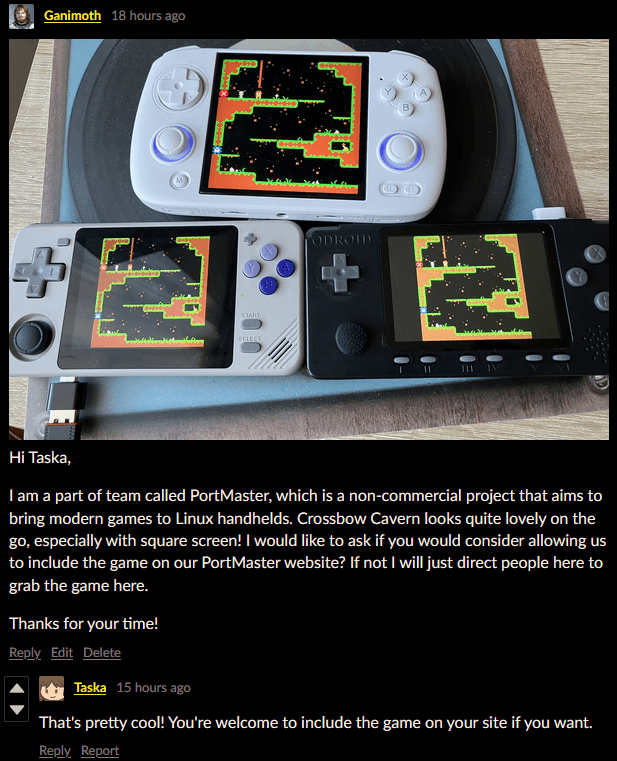 Ganimoth 18 hours ago
X
Y A
B
M
ODROID
X
Y A
B
START
SELECT
X
Y
I II III IV V VI
Hi Taska,
I am a part of team called PortMaster, which is a non-commercial project that aims to
bring modern games to Linux handhelds. Crossbow Cavern looks quite lovely on the
go, especially with square screen! I would like to ask if you would consider allowing us
to include the game on our PortMaster website? If not I will just direct people here to
grab the game here.
Thanks for your time!
Reply Edit Delete
Taska 15 hours ago
That's pretty cool! You're welcome to include the game on your site if you want.
Reply Report